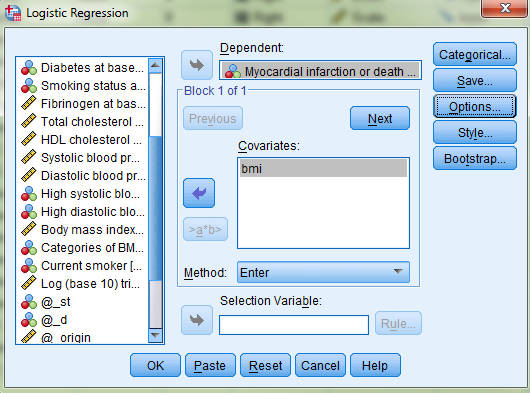 Logistic Regression
Diabetes at base...
Smoking status a...
Fibrinogen at bas...
Total cholesterol ...
HDL cholesterol ...
Systolic blood pr...
Diastolic blood pr...
High systolic blo...
High diastolic blo...
Body mass index...
Categories of BM...
Current smoker [...
Log (base 10) tri...
@_st
@_d
@_origin
Dependent:
Myocardial infarction or death ...
Block 1 of 1
Previous
Next
Covariates:
bmi
>a*b>
Method:
Enter
Selection Variable:
Rule...
Categorical...
Save...
Options...
Style...
Bootstrap...
OK
Paste
Reset
Cancel
Help